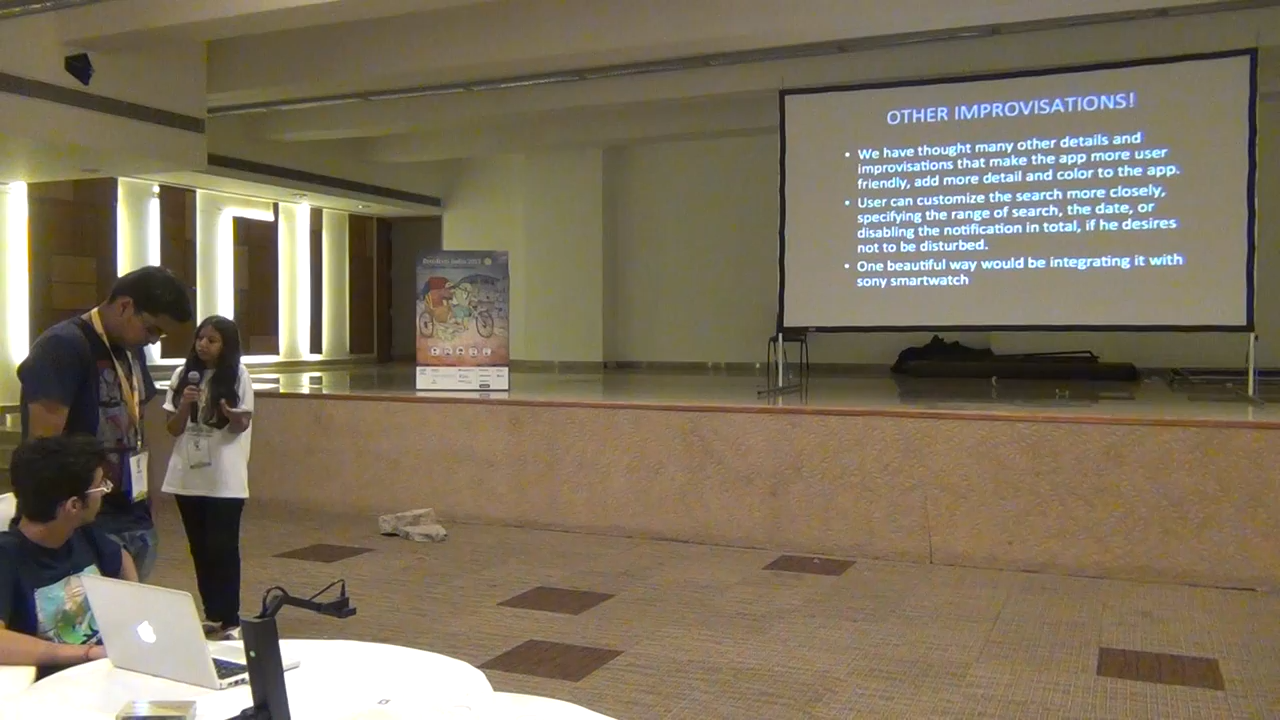 OTHER IMPROVISATIONS!
• We have thought many other details and
improvisations that make the app more user
friendly, add more detail and color to the app.
• User can customize the search more closely,
specifying the range of search, the date, or
disabling the notification in total, if he desires
not to be disturbed.
• One beautiful way would be integrating it with
sony smartwatch